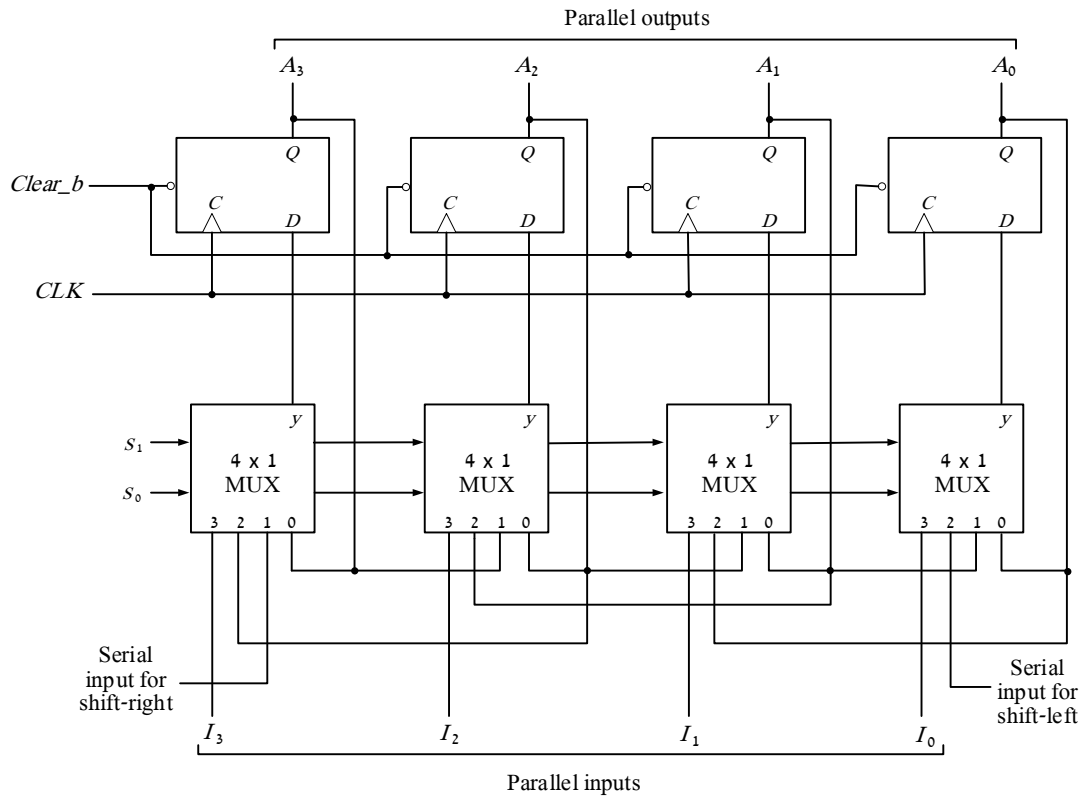 Parallel outputs
A₃ A₂ A₁ A₀
Q Q Q Q
Clear_b
C D C D C D C D
CLK
y y y y
s₁
4 x 1 4 x 1 4 x 1 4 x 1
MUX MUX MUX MUX
s₀
3 2 1 0 3 2 1 0 3 2 1 0 3 2 1 0
Serial
input for
shift-right
Serial
input for
shift-left
I₃ I₂ I₁ I₀
Parallel inputs